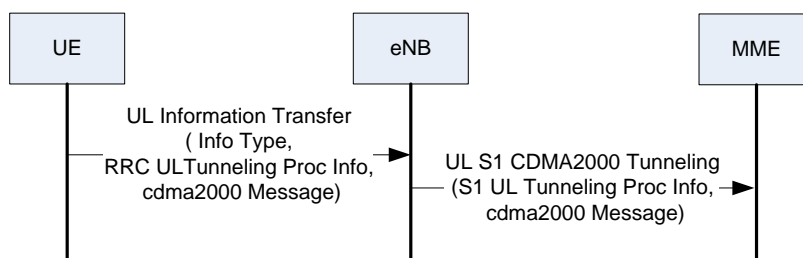 UE
eNB
MME
UL Information Transfer
( Info Type,
RRC ULTunneling Proc Info,
cdma2000 Message)
UL S1 CDMA2000 Tunneling
(S1 UL Tunneling Proc Info,
cdma2000 Message)